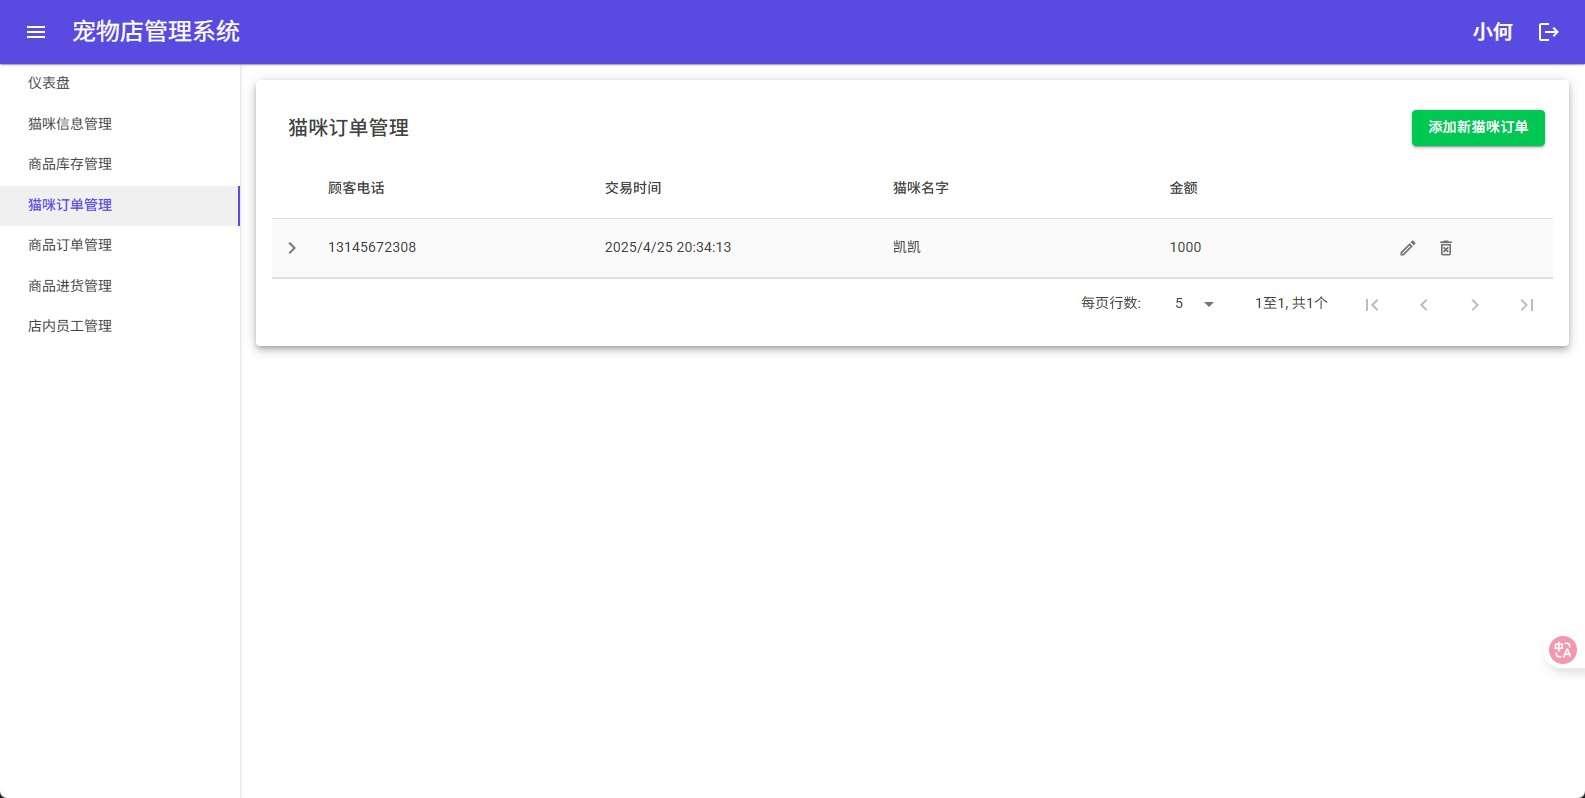 宠物店管理系统
小何
仪表盘
猫咪信息管理
商品库存管理
猫咪订单管理
商品订单管理
商品进货管理
店内员工管理
猫咪订单管理
添加新猫咪订单
顾客电话 交易时间 猫咪名字 金额
13145672308 2025/4/25 20:34:13 凯凯 1000
每页行数: 5 1至1, 共1个
中A